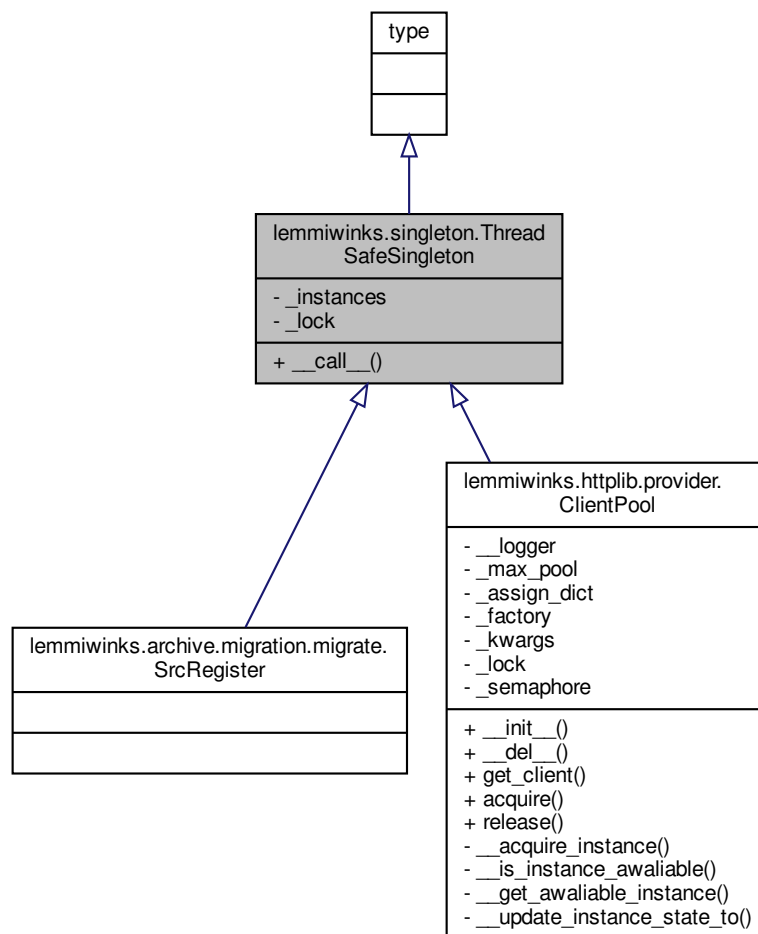 type
lemmiwinks.singleton.Thread
SafeSingleton
- _instances
- _lock
+ __call__()
lemmiwinks.archive.migration.migrate.
SrcRegister
lemmiwinks.httplib.provider.
ClientPool
- __logger
- _max_pool
- _assign_dict
- _factory
- _kwargs
- _lock
- _semaphore
+ __init__()
+ __del__()
+ get_client()
+ acquire()
+ release()
- __acquire_instance()
- __is_instance_awaliable()
- __get_awaliable_instance()
- __update_instance_state_to()